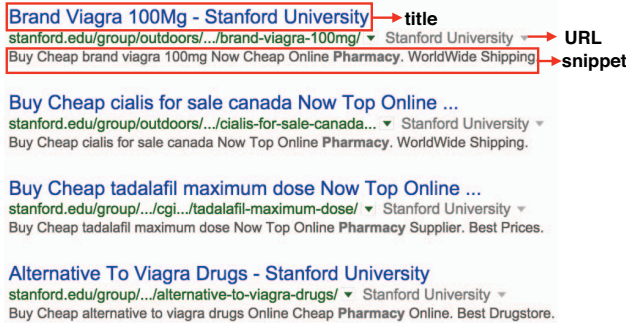 Brand Viagra 100Mg - Stanford University title
stanford.edu/group/outdoors/.../brand-viagra-100mg/ Stanford University URL
Buy Cheap brand viagra 100mg Now Cheap Online Pharmacy. WorldWide Shipping. snippet
Buy Cheap cialis for sale canada Now Top Online ...
stanford.edu/group/outdoors/.../cialis-for-sale-canada... Stanford University
Buy Cheap cialis for sale canada Now Top Online Pharmacy. WorldWide Shipping.
Buy Cheap tadalafil maximum dose Now Top Online ...
stanford.edu/group/.../cgi.../tadalafil-maximum-dose/ Stanford University
Buy Cheap tadalafil maximum dose Now Top Online Pharmacy Supplier. Best Prices.
Alternative To Viagra Drugs - Stanford University
stanford.edu/group/.../alternative-to-viagra-drugs/ Stanford University
Buy Cheap alternative to viagra drugs Online Cheap Pharmacy Online. Best Drugstore.